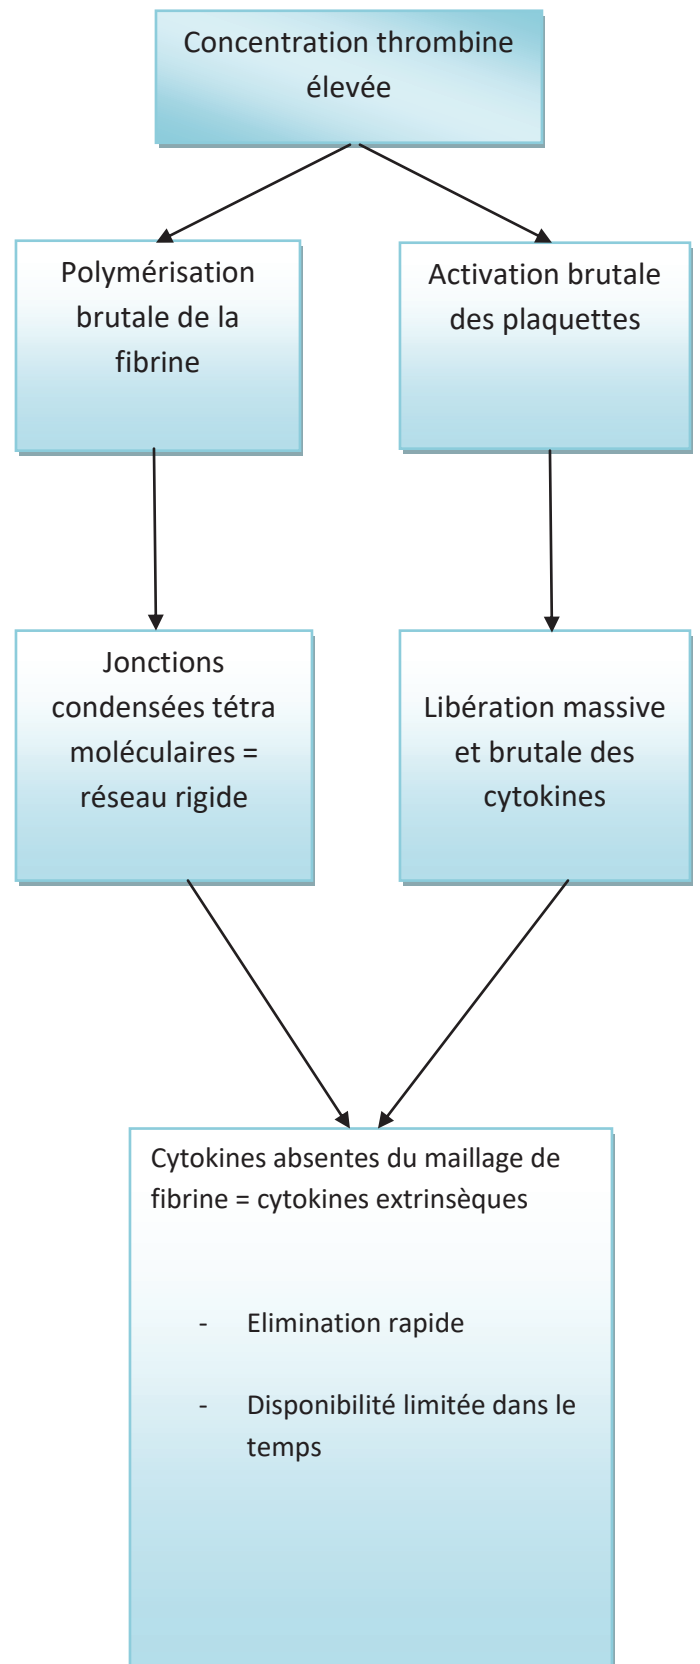 Concentration thrombine
élevée
Polymérisation
brutale de la
fibrine
Activation brutale
des plaquettes
Jonctions
condensées tétra
moléculaires =
réseau rigide
Libération massive
et brutale des
cytokines
Cytokines absentes du maillage de
fibrine = cytokines extrinsèques
- Elimination rapide
- Disponibilité limitée dans le
temps